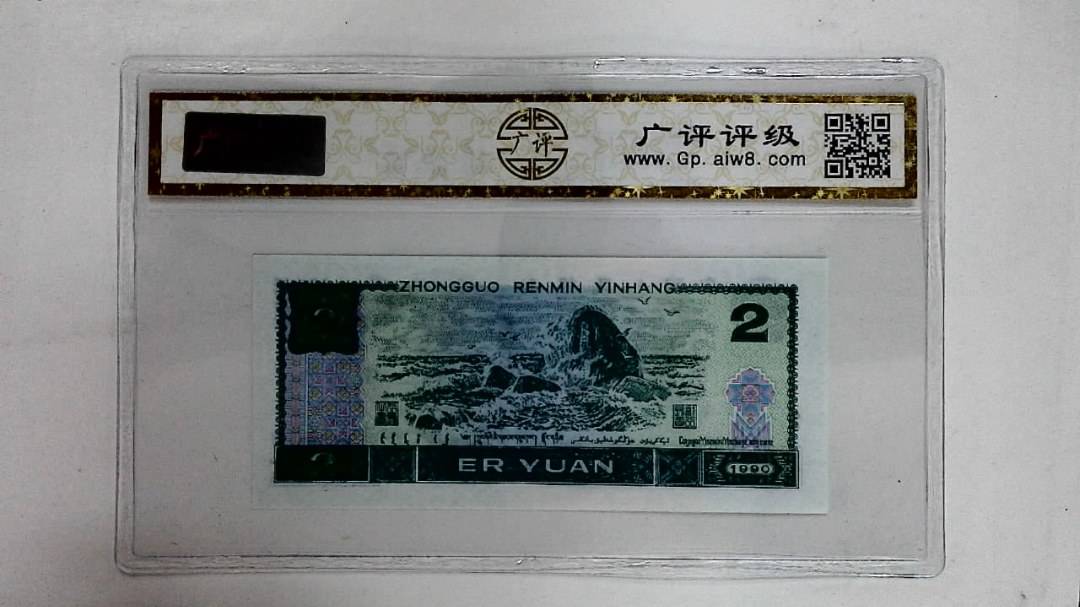 广评
广评评级
www. Gp. aiw8. com
ZHONGGUO RENMIN YINHANG
2
ER YUAN
1990